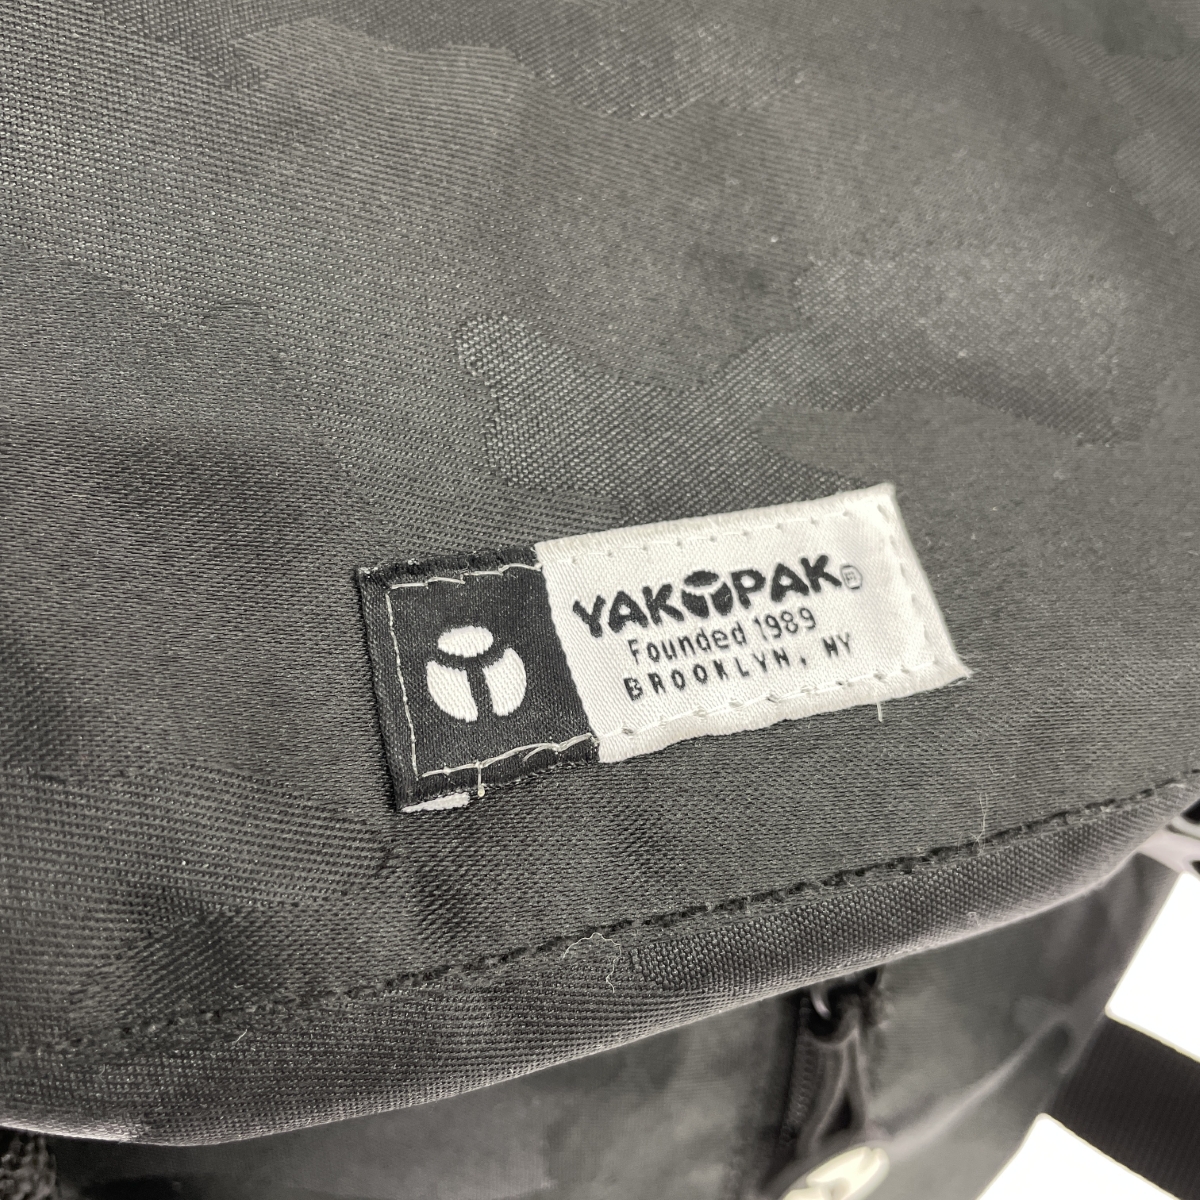 YAKPAK®
Founded 1989
BROOKLYN, NY